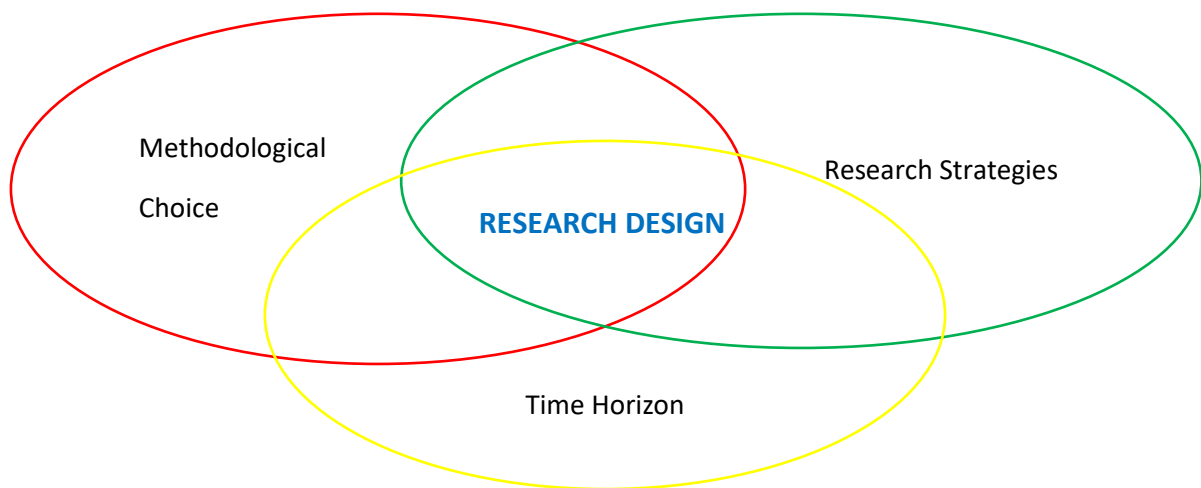 Methodological
Choice
Research Strategies
RESEARCH DESIGN
Time Horizon